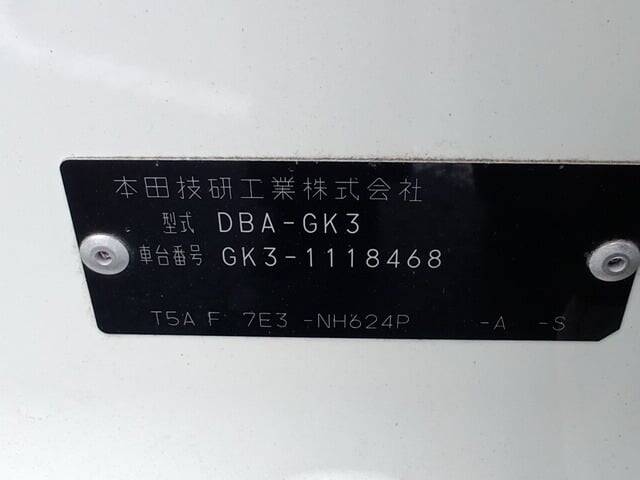 本田技研工業株式会社
型式 DBA-GK3
車台番号 GK3-1118468
T5A F 7E3 -NH624P -A -S